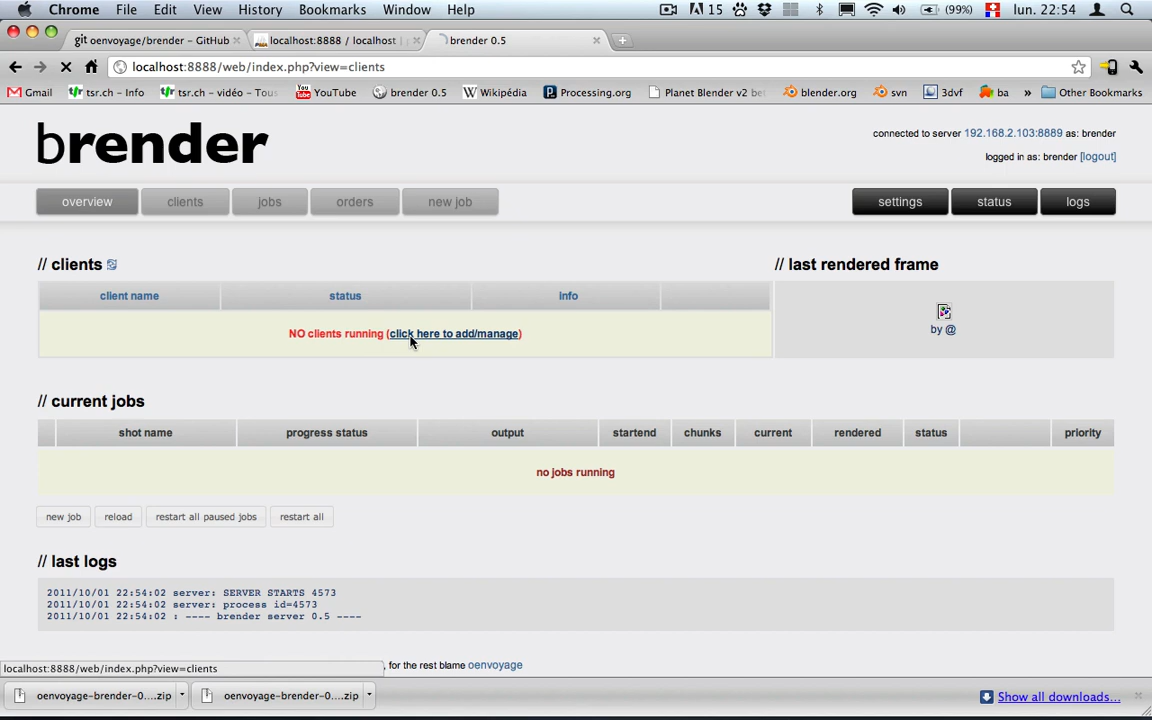 Chrome File Edit View History Bookmarks Window Help 15 (99%) lun. 22:54
git oenvoyage/brender – GitHub localhost:8888 / localhost | brender 0.5
localhost:8888/web/index.php?view=clients
Gmail tsr.ch – Info tsr.ch – vidéo – Tous YouTube brender 0.5 Wikipédia Processing.org Planet Blender v2 be blender.org svn 3dvf ba » Other Bookmarks
brender
connected to server 192.168.2.103:8889 as: brender
logged in as: brender [logout]
overview clients jobs orders new job settings status logs
// clients
// last rendered frame
client name status info
NO clients running (click here to add/manage)
by @
// current jobs
shot name progress status output startend chunks current rendered status priority
no jobs running
new job reload restart all paused jobs restart all
// last logs
2011/10/01 22:54:02 server: SERVER STARTS 4573
2011/10/01 22:54:02 server: process id=4573
2011/10/01 22:54:02 : ---- brender server 0.5 ----
localhost:8888/web/index.php?view=clients
, for the rest blame oenvoyage
oenvoyage-brender-0....zip oenvoyage-brender-0....zip Show all downloads...